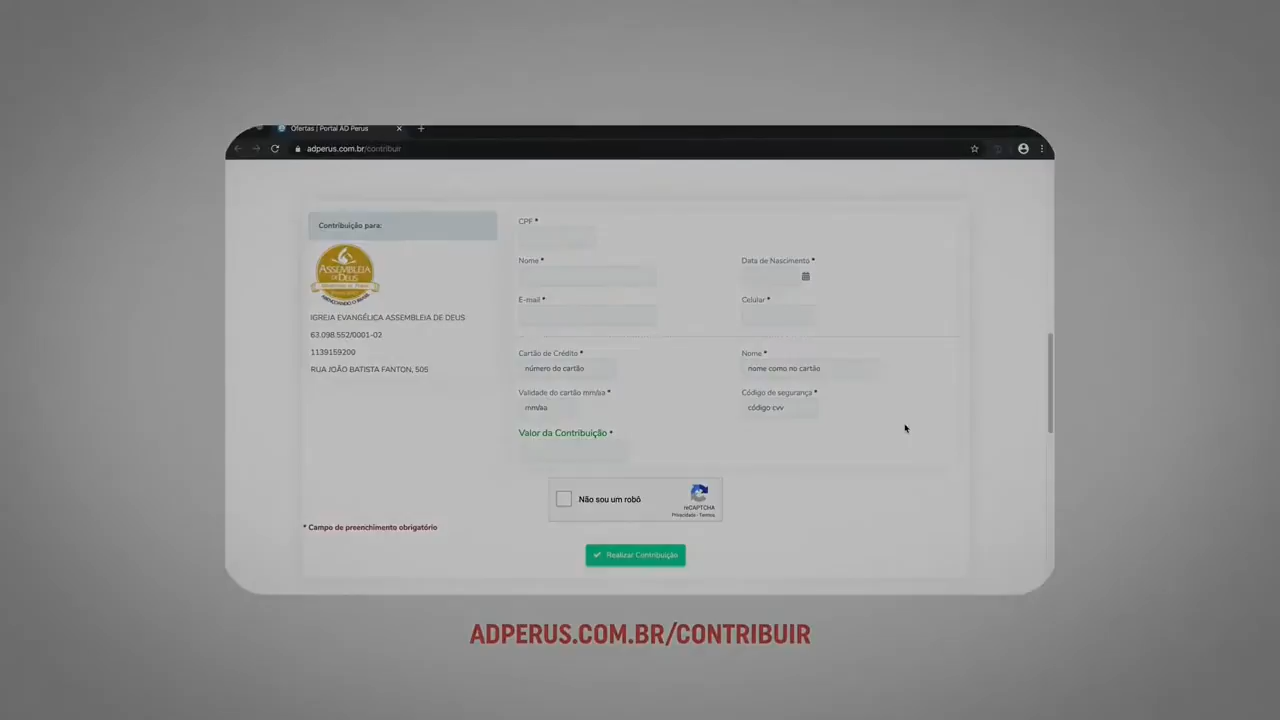 Ofertas | Portal AD Perus
adperus.com.br/contribuir
Contribuição para:
ASSEMBLEIA
DE DEUS
IGREJA EVANGÉLICA ASSEMBLEIA DE DEUS
63.098.552/0001-02
1139159200
RUA JOÃO BATISTA FANTON, 505
CPF *
Nome *
Data de Nascimento *
E-mail *
Celular *
Cartão de Crédito *
Nome *
número do cartão
nome como no cartão
Validade do cartão mm/aa *
Código de segurança *
mm/aa
código cvv
Valor da Contribuição *
Não sou um robô
reCAPTCHA
Privacidade - Termos
* Campo de preenchimento obrigatório
Realizar Contribuição
ADPERUS.COM.BR/CONTRIBUIR